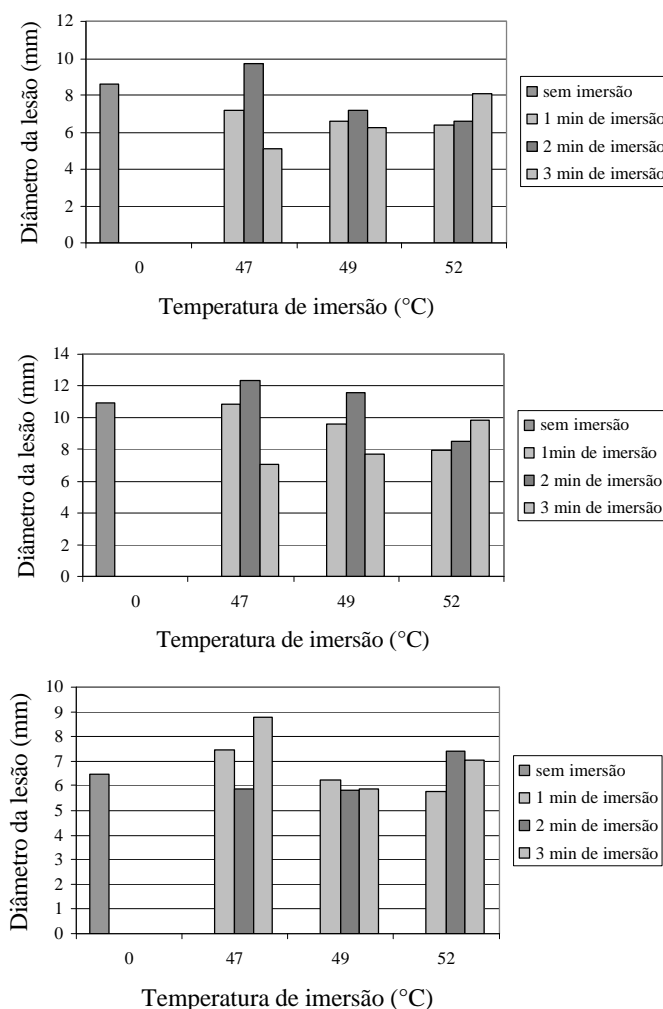 Diâmetro da lesão (mm)
12
10
8
6
4
2
0
0
47
49
52
Temperatura de imersão (°C)
sem imersão
1 min de imersão
2 min de imersão
3 min de imersão
Diâmetro da lesão (mm)
14
12
10
8
6
4
2
0
0
47
49
52
Temperatura de imersão (°C)
sem imersão
1min de imersão
2 min de imersão
3 min de imersão
Diâmetro da lesão (mm)
10
9
8
7
6
5
4
3
2
1
0
0
47
49
52
Temperatura de imersão (°C)
sem imersão
1 min de imersão
2 min de imersão
3 min de imersão